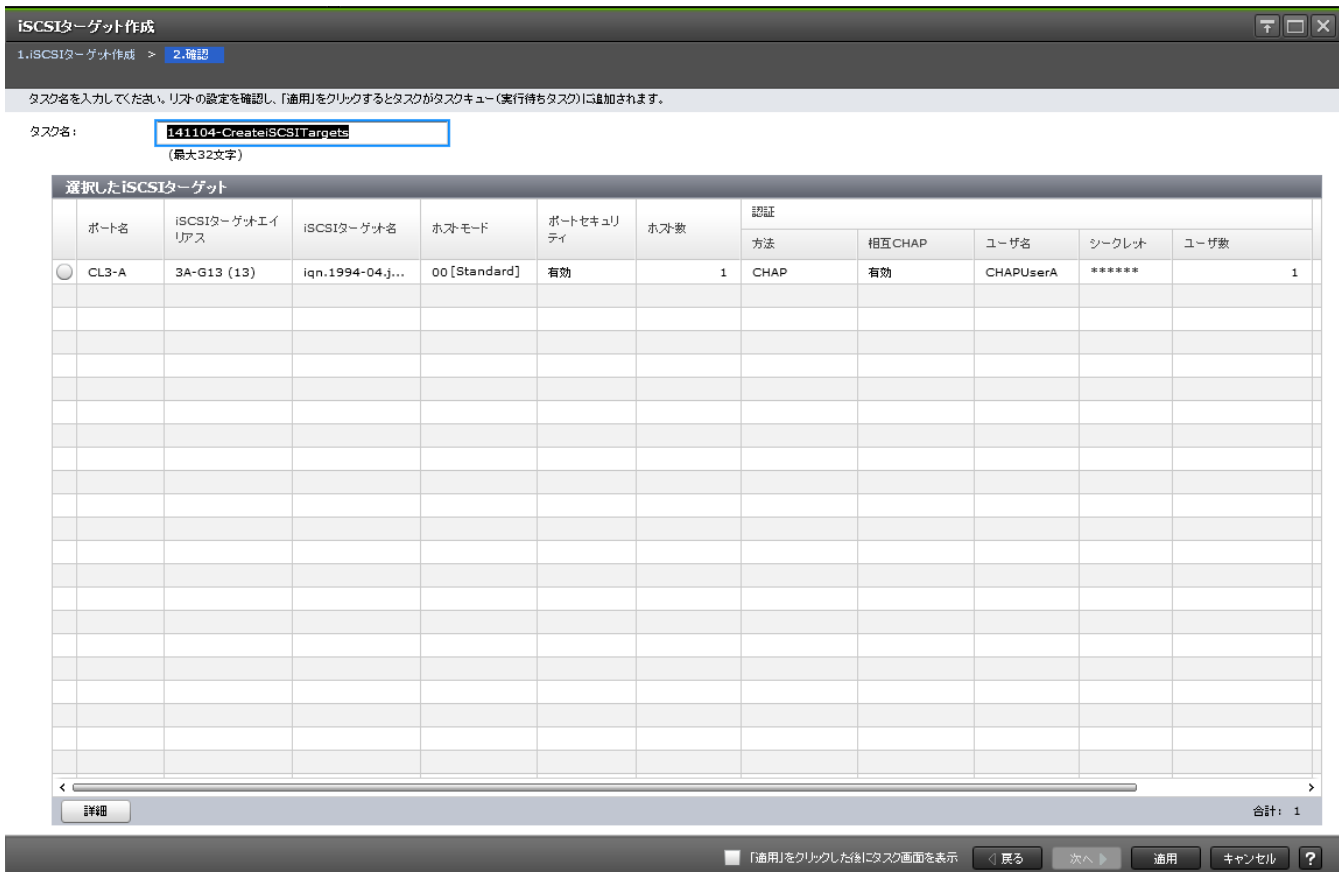 iSCSIターゲット作成
1.iSCSIターゲット作成 > 2.確認
タスク名を入力してください。リストの設定を確認し、「適用」をクリックするとタスクがタスクキュー(実行待ちタスク)に追加されます。
タスク名:
141104-CreateiSCSITargets
(最大32文字)
選択したiSCSIターゲット
ポート名
iSCSIターゲットエイ
リアス
iSCSIターゲット名
ホストモード
ポートセキュリ
ティ
ホスト数
認証
方法
相互CHAP
ユーザ名
シークレット
ユーザ数
CL3-A 3A-G13 (13) iqn.1994-04.j... 00 [Standard] 有効 1 CHAP 有効 CHAPUserA ****** 1
詳細
合計: 1
「適用」をクリックした後にタスク画面を表示 戻る 次へ 適用 キャンセル ?